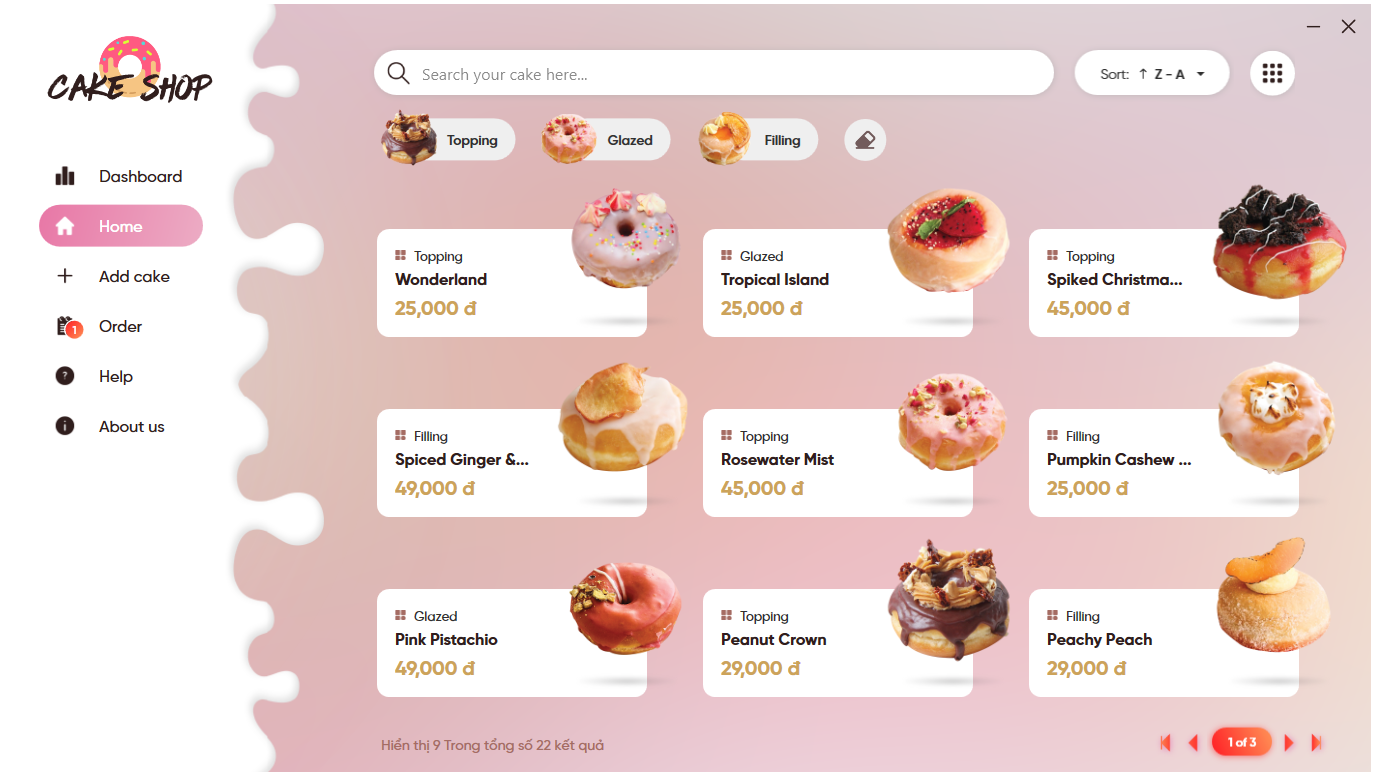 CAKE SHOP
Dashboard
Home
Add cake
1
Order
Help
About us
Search your cake here...
Sort: ↑ Z - A
Topping
Glazed
Filling
Topping
Wonderland
25,000 đ
Glazed
Tropical Island
25,000 đ
Topping
Spiked Christma...
45,000 đ
Filling
Spiced Ginger &...
49,000 đ
Topping
Rosewater Mist
45,000 đ
Filling
Pumpkin Cashew ...
25,000 đ
Glazed
Pink Pistachio
49,000 đ
Topping
Peanut Crown
29,000 đ
Filling
Peachy Peach
29,000 đ
Hiển thị 9 Trong tổng số 22 kết quả
1 of 3